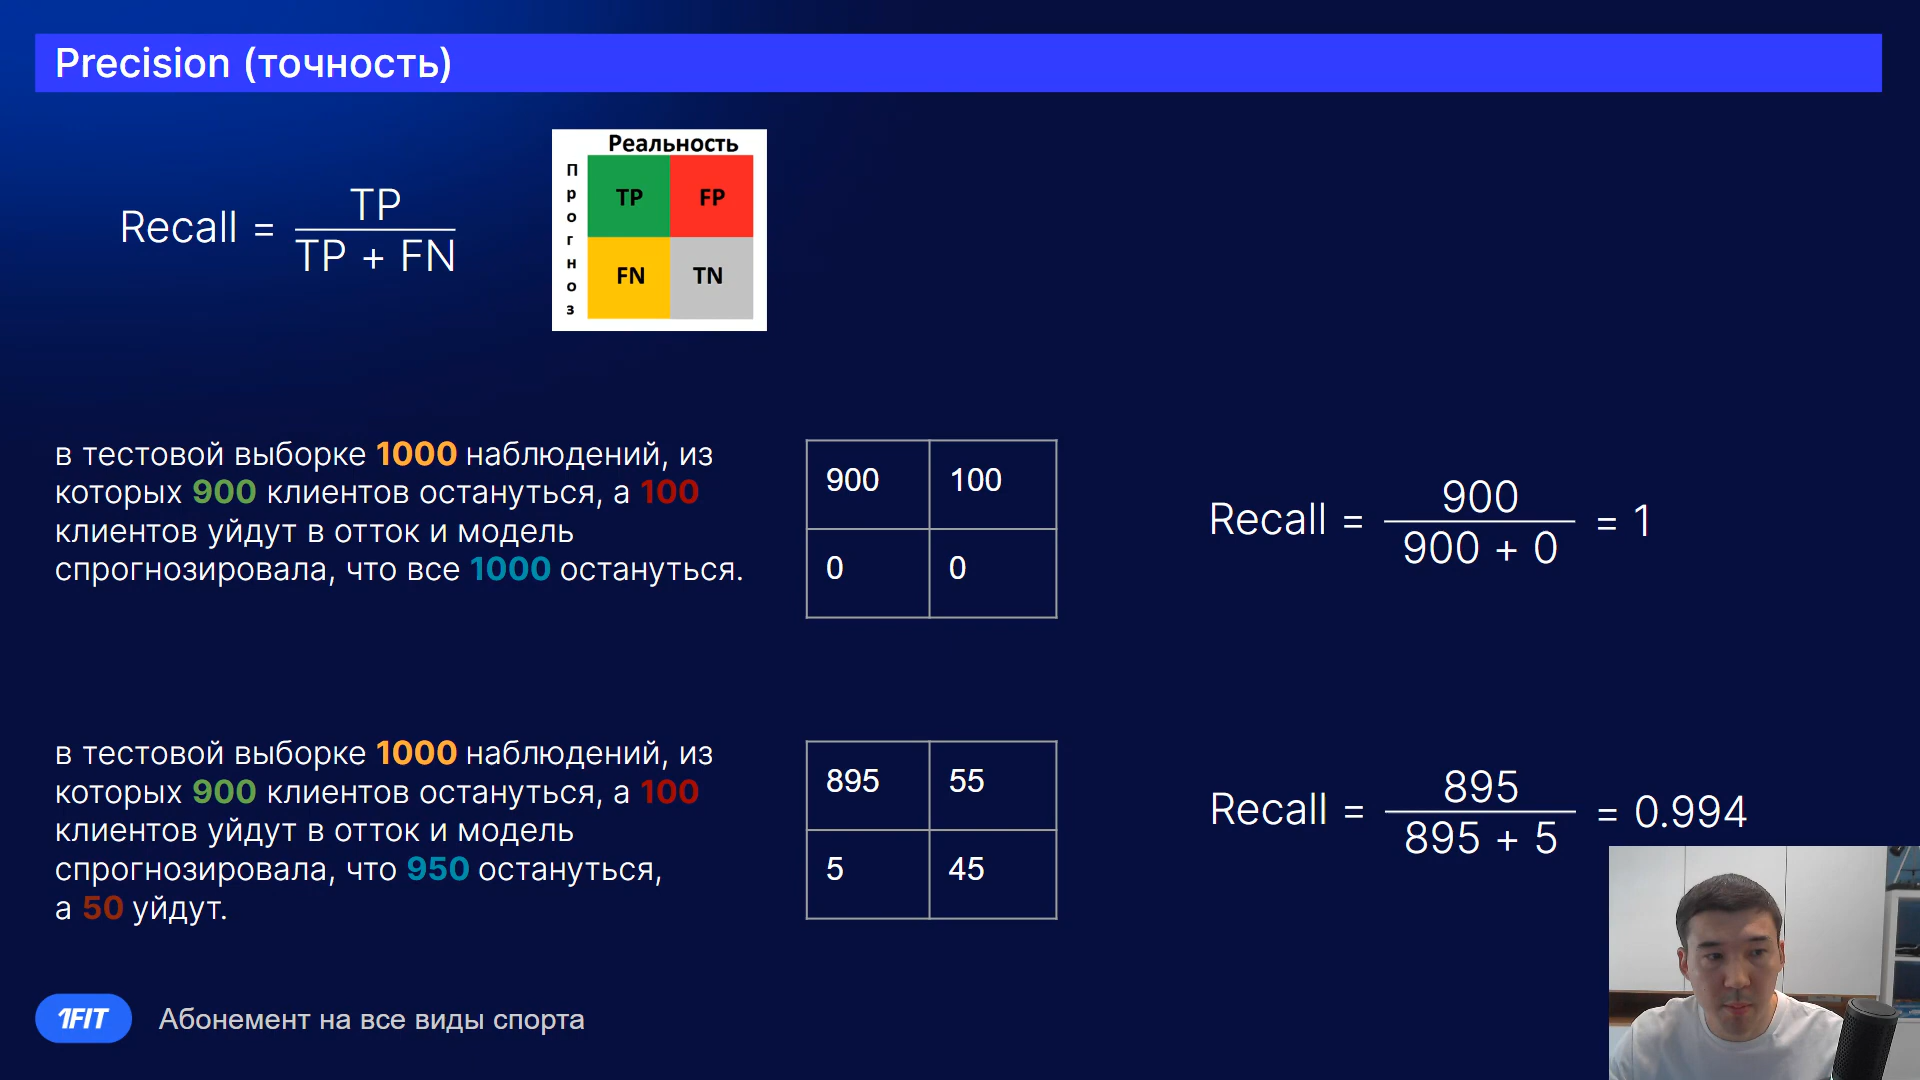 Precision (точность)
Recall = TP / TP + FN
Реальность
Прогноз
TP FP
FN TN
в тестовой выборке 1000 наблюдений, из
которых 900 клиентов остануться, а 100
клиентов уйдут в отток и модель
спрогнозировала, что все 1000 остануться.
900 100
0 0
Recall = 900 / 900 + 0 = 1
в тестовой выборке 1000 наблюдений, из
которых 900 клиентов остануться, а 100
клиентов уйдут в отток и модель
спрогнозировала, что 950 остануться,
а 50 уйдут.
895 55
5 45
Recall = 895 / 895 + 5 = 0.994
1FIT
Абонемент на все виды спорта